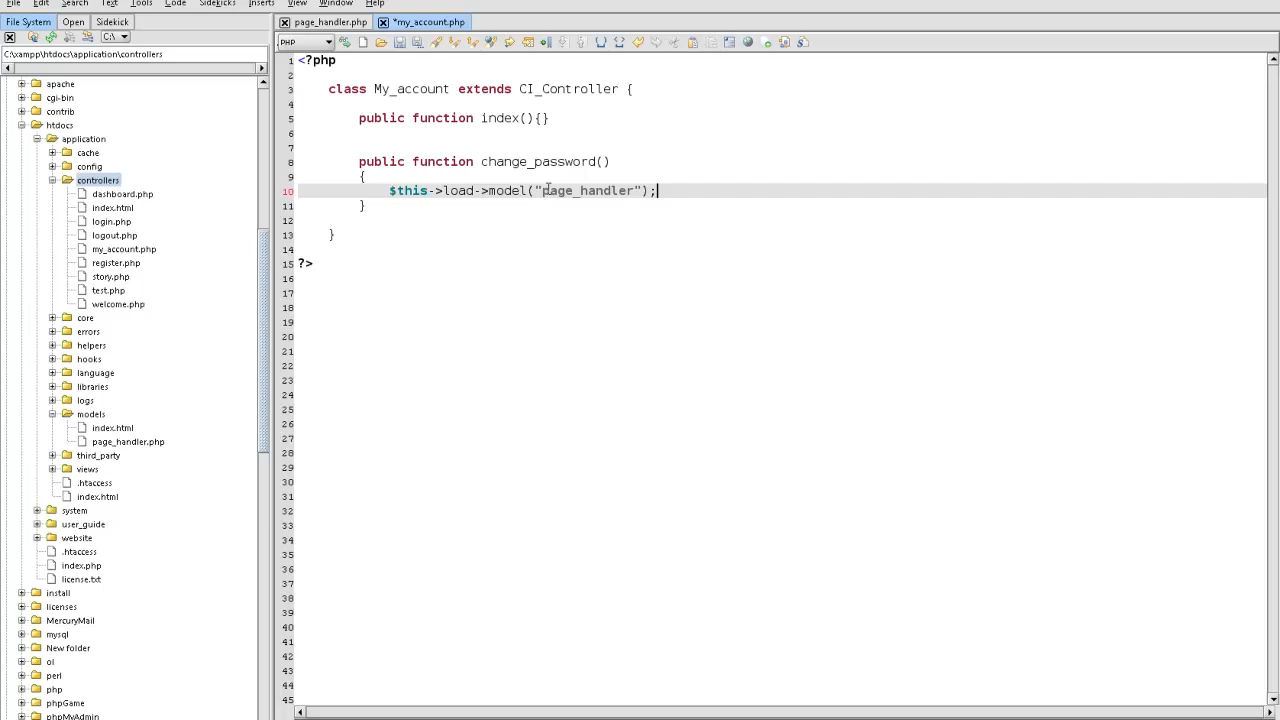 File Edit Search Text Tools Code Sidekicks Inserts View Window Help
File System Open Sidekick
page_handler.php *my_account.php
C:\
PHP
C:\xampp\htdocs\application\controllers
apache
cgi-bin
contrib
htdocs
application
cache
config
controllers
dashboard.php
index.html
login.php
logout.php
my_account.php
register.php
story.php
test.php
welcome.php
core
errors
helpers
hooks
language
libraries
logs
models
index.html
page_handler.php
third_party
views
.htaccess
index.html
system
user_guide
website
.htaccess
index.php
license.txt
install
licenses
MercuryMail
mysql
New folder
ol
perl
php
phpGame
phpMyAdmin
1 <?php
2
3 class My_account extends CI_Controller {
4
5 public function index(){}
6
7
8 public function change_password()
9 {
10 $this->load->model("page_handler");
11 }
12
13 }
14
15 ?>
16
17
18
19
20
21
22
23
24
25
26
27
28
29
30
31
32
33
34
35
36
37
38
39
40
41
42
43
44
45